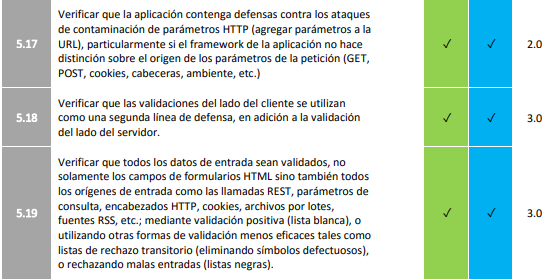 Verificar que la aplicación contenga defensas contra los ataques
de contaminación de parámetros HTTP (agregar parámetros a la
5.17 URL), particularmente si el framework de la aplicación no hace ✓ ✓ 2.0
distinción sobre el origen de los parámetros de la petición (GET,
POST, cookies, cabeceras, ambiente, etc.)
Verificar que las validaciones del lado del cliente se utilizan
5.18 como una segunda línea de defensa, en adición a la validación ✓ ✓ 3.0
del lado del servidor.
Verificar que todos los datos de entrada sean validados, no
solamente los campos de formularios HTML sino también todos
los orígenes de entrada como las llamadas REST, parámetros de
5.19 consulta, encabezados HTTP, cookies, archivos por lotes, ✓ ✓ 3.0
fuentes RSS, etc.; mediante validación positiva (lista blanca), o
utilizando otras formas de validación menos eficaces tales como
listas de rechazo transitorio (eliminando símbolos defectuosos),
o rechazando malas entradas (listas negras).